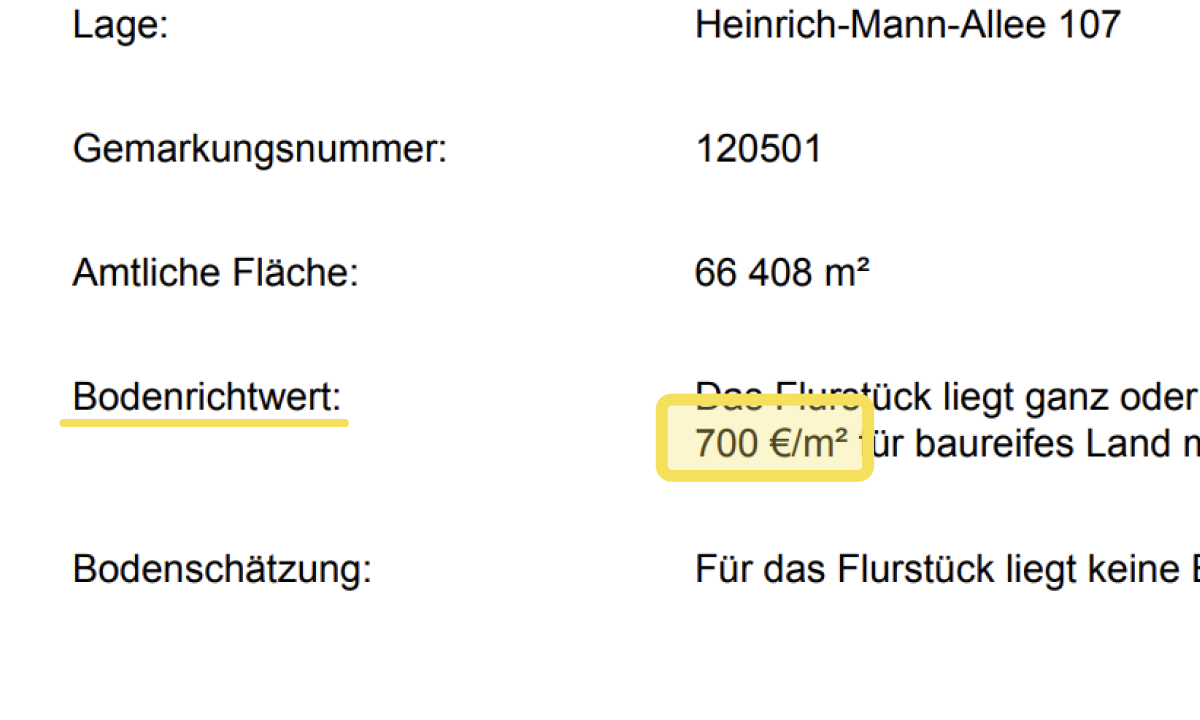 Lage: Heinrich-Mann-Allee 107
Gemarkungsnummer: 120501
Amtliche Fläche: 66 408 m²
Bodenrichtwert: Das Flurstück liegt ganz oder
700 €/m² für baureifes Land
Bodenschätzung: Für das Flurstück liegt keine